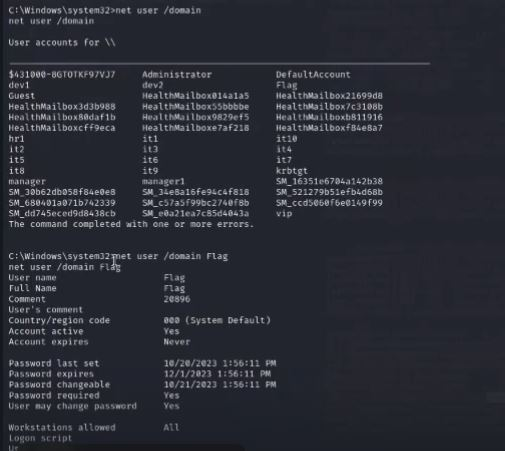 C:\Windows\system32>net user /domain
net user /domain
User accounts for \\
$431000-8GTOTKF97VJ7 Administrator DefaultAccount
dev1 dev2 Flag
Guest HealthMailbox014a1a5 HealthMailbox21699d8
HealthMailbox3d3b988 HealthMailbox55bbbbe HealthMailbox7c3108b
HealthMailbox80daf1b HealthMailbox9829ef5 HealthMailboxb811916
HealthMailboxcff9eca HealthMailboxe7af218 HealthMailboxf84e8a7
hr1 it1 it10
it2 it3 it4
it5 it6 it7
it8 it9 krbtgt
manager manager1 SM_16351e6704a142b38
SM_30b62db058f84e0e8 SM_34e8a16fe94c4f818 SM_521279b51efb4d68b
SM_680401a071b742339 SM_c57a5f99bc2740f8b SM_ccd5060f6e0149f99
SM_dd745eced9d8438cb SM_e0a21ea7c85d4043a vip
The command completed with one or more errors.
C:\Windows\system32>net user /domain Flag
net user /domain Flag
User name Flag
Full Name Flag
Comment 20896
User's comment
Country/region code 000 (System Default)
Account active Yes
Account expires Never
Password last set 10/20/2023 1:56:11 PM
Password expires 12/1/2023 1:56:11 PM
Password changeable 10/21/2023 1:56:11 PM
Password required Yes
User may change password Yes
Workstations allowed All
Logon script